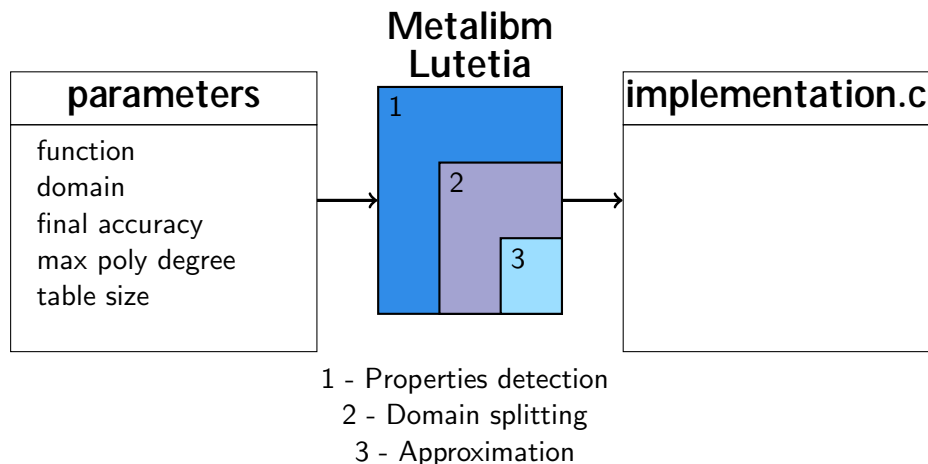 Metalibm
Lutetia
parameters
function
domain
final accuracy
max poly degree
table size
1
2
3
implementation.c
1 - Properties detection
2 - Domain splitting
3 - Approximation